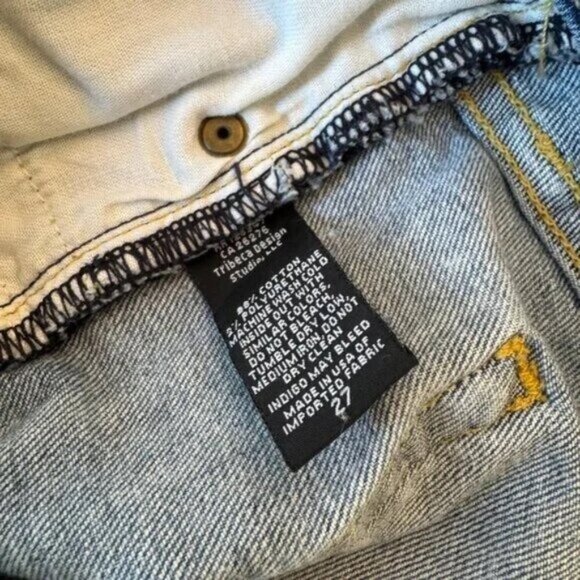 CA 26276
Tribeca Design
Studio, LLC
98% COTTON
2% POLYURETHANE
MACHINE WASH COLD
INSIDE OUT WITH
SIMILAR COLORS.
DO NOT BLEACH.
TUMBLE DRY LOW.
MEDIUM IRON. DO NOT
DRY CLEAN.
INDIGO MAY BLEED
MADE IN USA OF
IMPORTED FABRIC
27